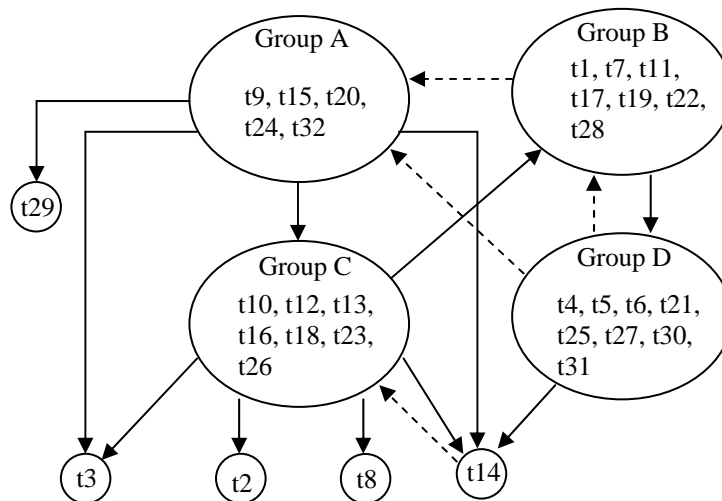 Group A
t9, t15, t20,
t24, t32
Group B
t1, t7, t11,
t17, t19, t22,
t28
t29
Group C
t10, t12, t13,
t16, t18, t23,
t26
Group D
t4, t5, t6, t21,
t25, t27, t30,
t31
t3
t2
t8
t14